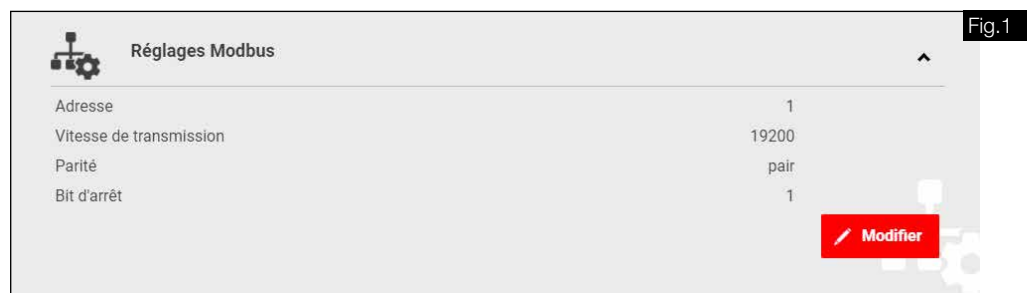 Fig.1
Réglages Modbus
Adresse 1
Vitesse de transmission 19200
Parité pair
Bit d'arrêt 1
Modifier